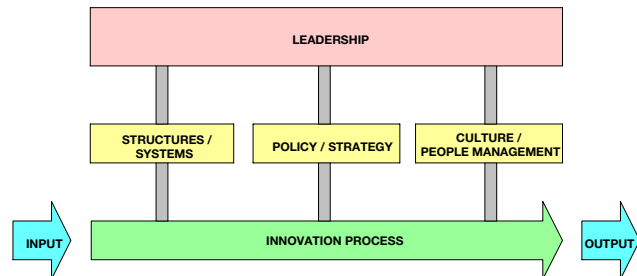 LEADERSHIP
STRUCTURES /
SYSTEMS
POLICY / STRATEGY
CULTURE /
PEOPLE MANAGEMENT
INPUT
INNOVATION PROCESS
OUTPUT